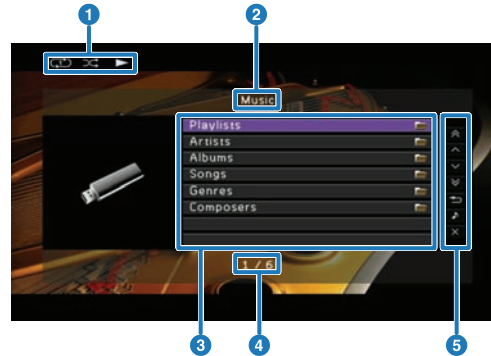 1
2
Music
Playlists
Artists
Albums
Songs
Genres
Composers
1 / 6
3
4
5